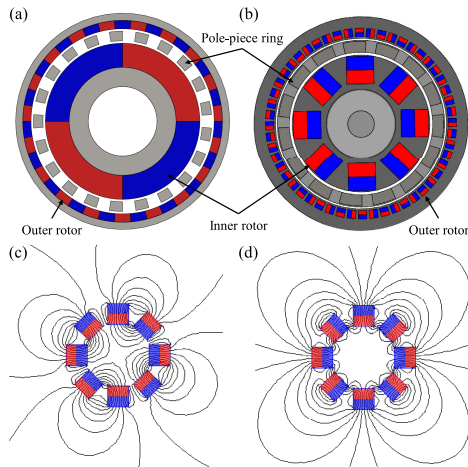 (a)
(b)
Pole-piece ring
Outer rotor
Inner rotor
Outer rotor
(c)
(d)